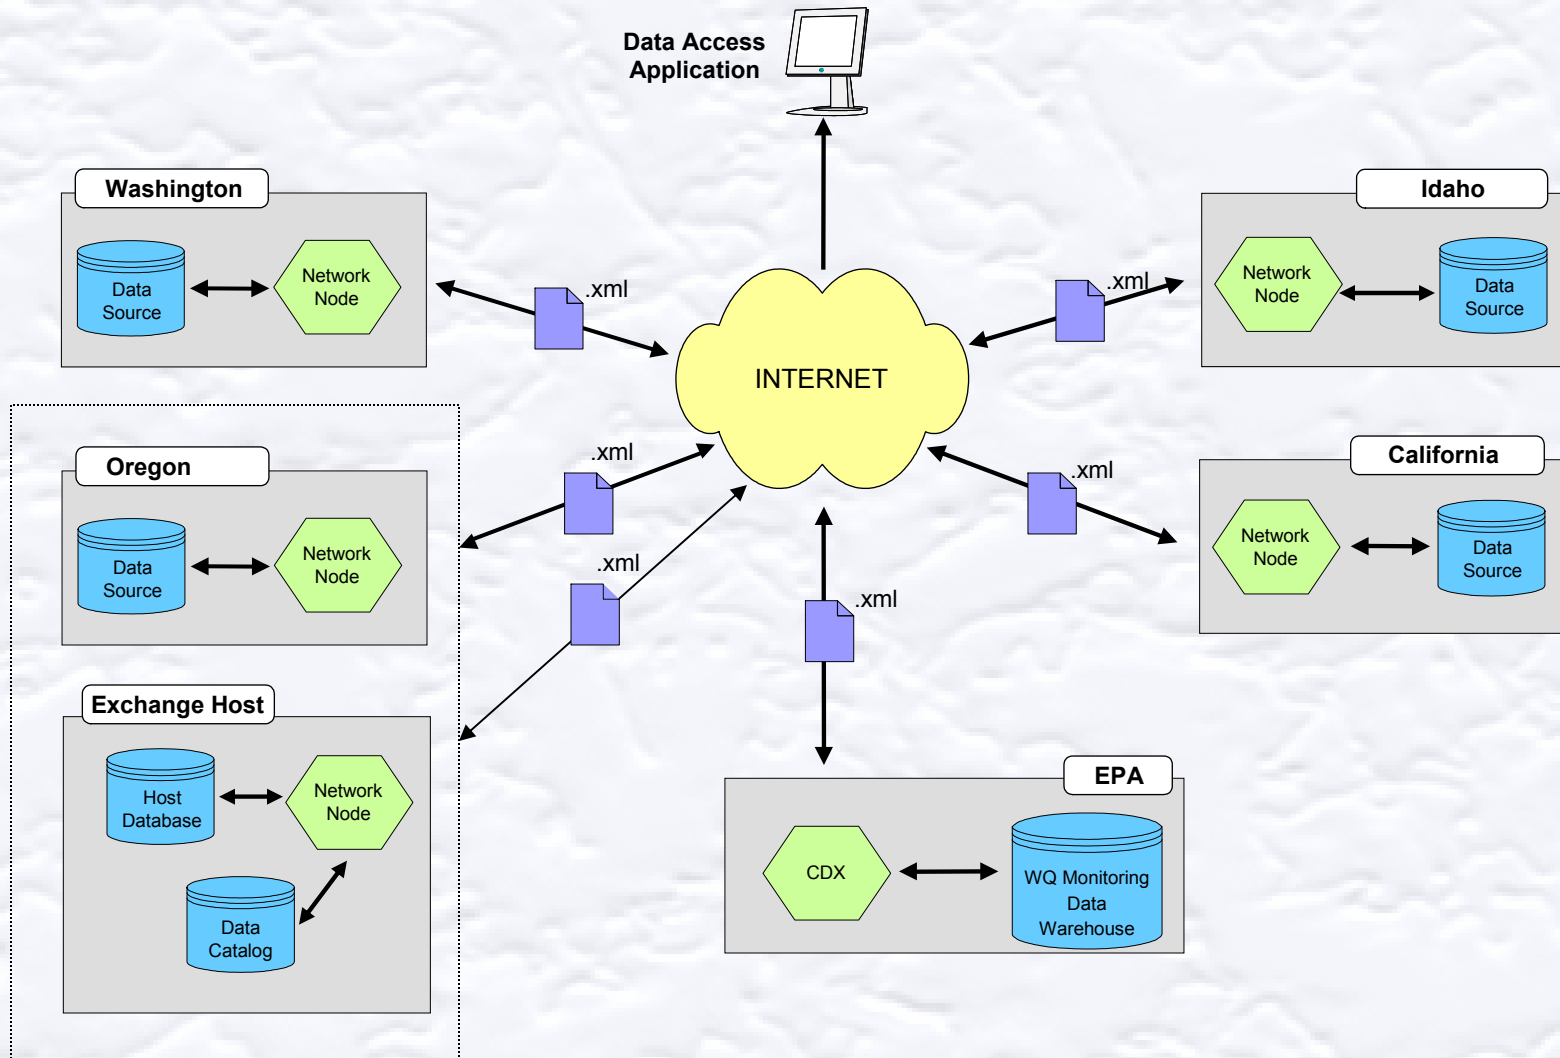 Data Access
Application
Washington
Data
Source
Network
Node
.xml
Idaho
Network
Node
Data
Source
.xml
INTERNET
Oregon
Data
Source
Network
Node
.xml
.xml
California
Network
Node
Data
Source
.xml
Exchange Host
Host
Database
Network
Node
Data
Catalog
.xml
EPA
CDX
WQ Monitoring
Data
Warehouse